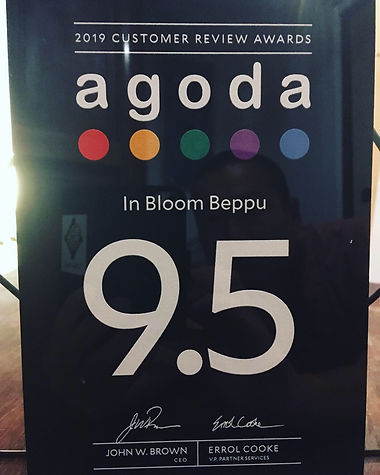 2019 CUSTOMER REVIEW AWARDS
agoda
In Bloom Beppu
9.5
JOHN W. BROWN
CEO
ERROL COOKE
V.P. PARTNER SERVICES